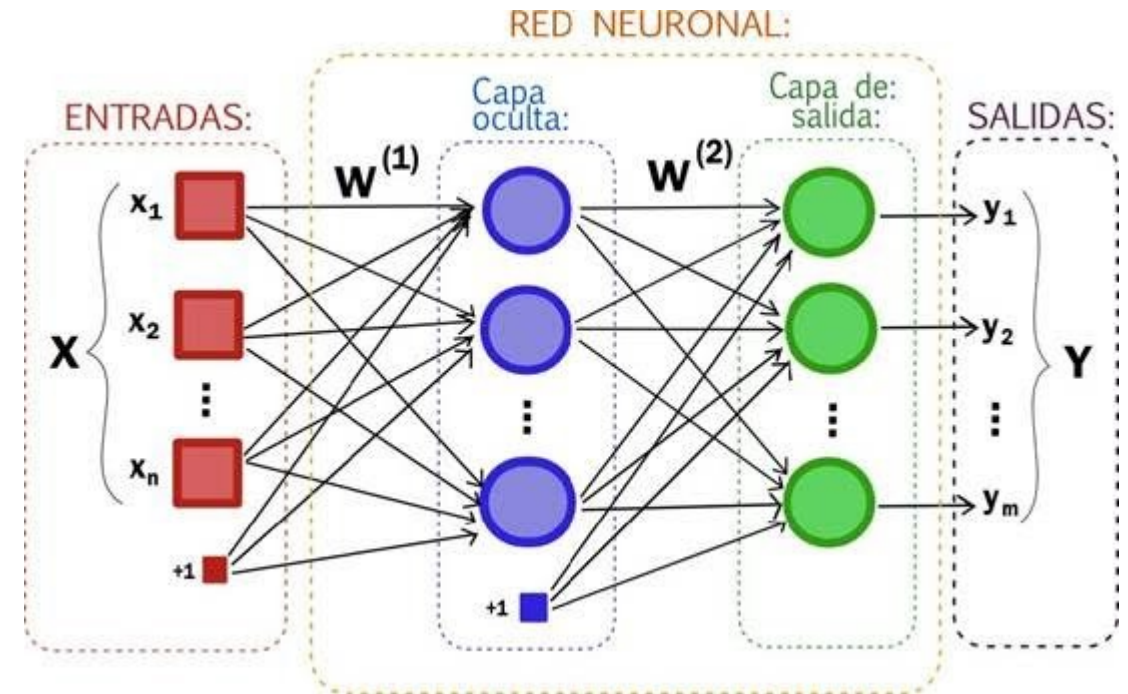 RED NEURONAL:
ENTRADAS:
Capa
oculta:
Capa de:
salida:
SALIDAS:
W(1)
W(2)
x1
x2
⋮
xn
+1
X
⋮
+1
⋮
y1
y2
⋮
ym
Y